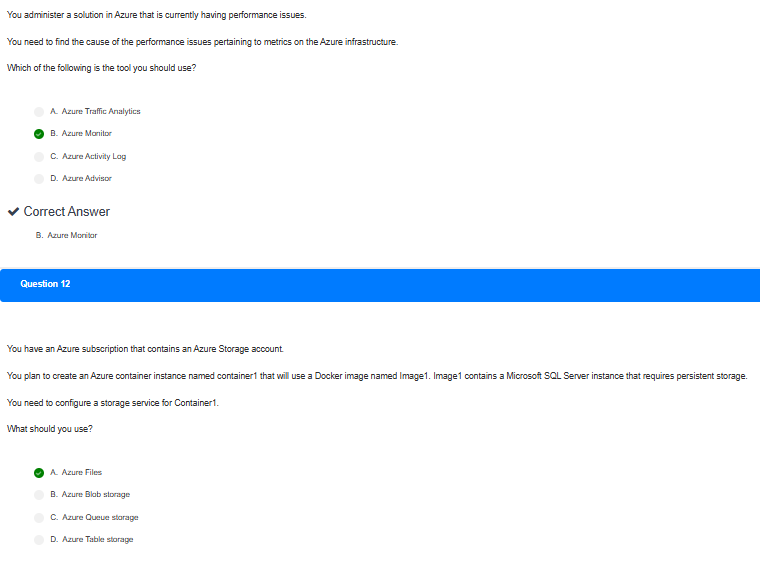 You administer a solution in Azure that is currently having performance issues.
You need to find the cause of the performance issues pertaining to metrics on the Azure infrastructure.
Which of the following is the tool you should use?
A. Azure Traffic Analytics
B. Azure Monitor
C. Azure Activity Log
D. Azure Advisor
Correct Answer
B. Azure Monitor
Question 12
You have an Azure subscription that contains an Azure Storage account.
You plan to create an Azure container instance named container1 that will use a Docker image named Image1. Image1 contains a Microsoft SQL Server instance that requires persistent storage.
You need to configure a storage service for Container1.
What should you use?
A. Azure Files
B. Azure Blob storage
C. Azure Queue storage
D. Azure Table storage